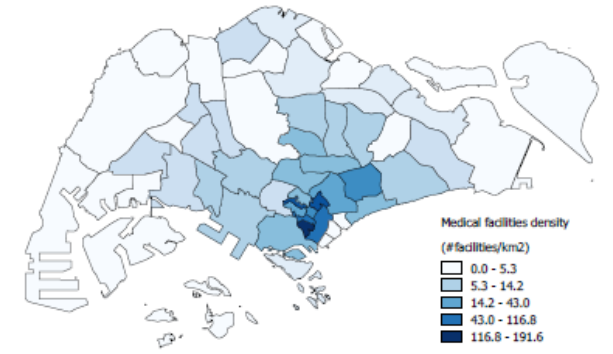 Medical facilities density
(#facilities/km2)
0.0 - 5.3
5.3 - 14.2
14.2 - 43.0
43.0 - 116.8
116.8 - 191.6